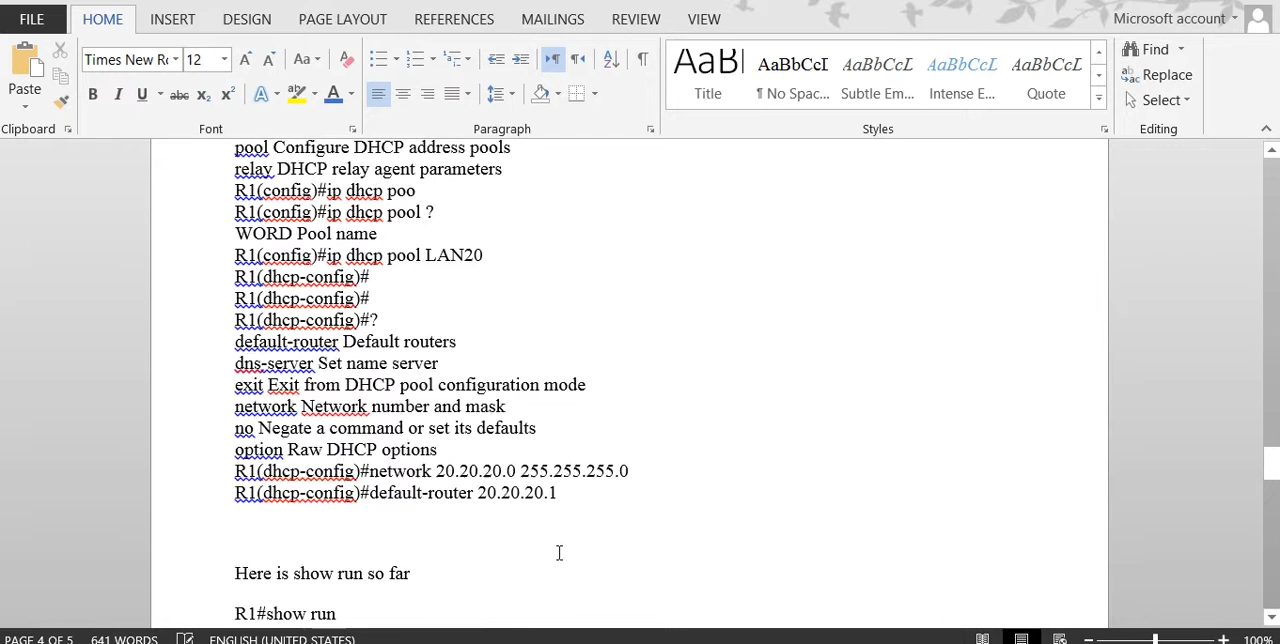 FILE HOME INSERT DESIGN PAGE LAYOUT REFERENCES MAILINGS REVIEW VIEW Microsoft account
Paste
Clipboard
Times New R 12
Aa
B I U abc X2 X2 A ab A
Font
Paragraph
AaB AaBbCcI AaBbCcL AaBbCcL AaBbCcL
Title ¶ No Spac... Subtle Em... Intense E... Quote
Styles
Find
Replace
Select
Editing
pool Configure DHCP address pools
relay DHCP relay agent parameters
R1(config)#ip dhcp poo
R1(config)#ip dhcp pool ?
WORD Pool name
R1(config)#ip dhcp pool LAN20
R1(dhcp-config)#
R1(dhcp-config)#
R1(dhcp-config)#?
default-router Default routers
dns-server Set name server
exit Exit from DHCP pool configuration mode
network Network number and mask
no Negate a command or set its defaults
option Raw DHCP options
R1(dhcp-config)#network 20.20.20.0 255.255.255.0
R1(dhcp-config)#default-router 20.20.20.1
Here is show run so far
R1#show run
PAGE 4 OF 5 641 WORDS ENGLISH (UNITED STATES) 100%